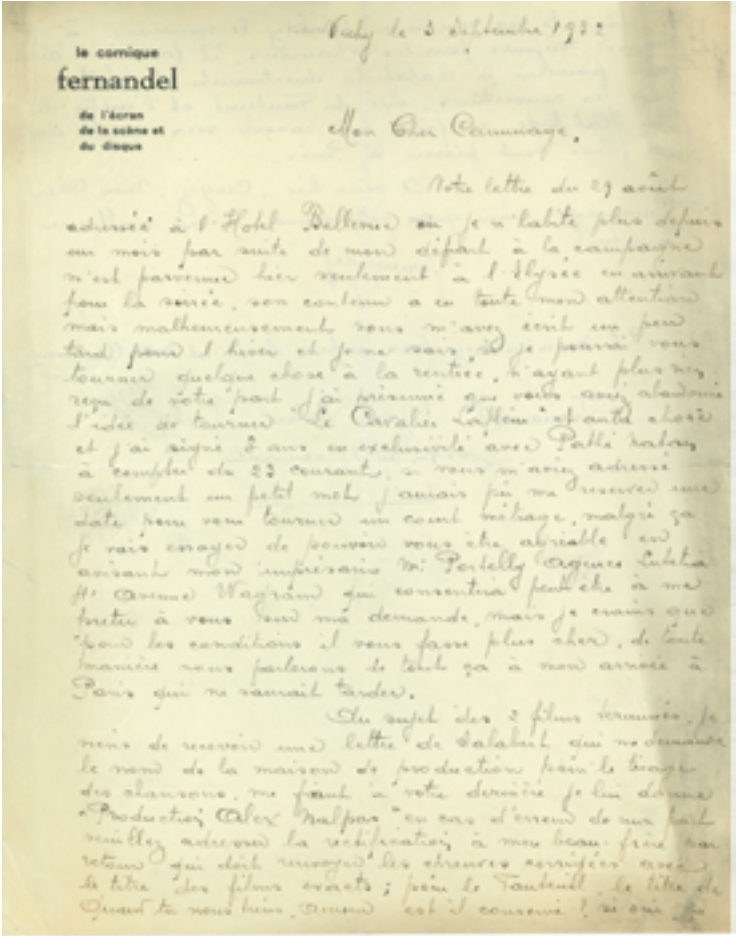 Vichy le 3 Septembre 1932
le comique
fernandel
de l'écran
de la scène et
du disque
Mon Cher Cammage,
Votre lettre du 29 août
adressée à l'Hotel Bellevue ou je n'habite plus depuis
un mois par suite de mon départ à la campagne
m'est parvenue hier seulement à l'Elysée en arrivant
pour la soirée, son contenu a eu toute mon attention
mais malheureusement vous m'avez écrit un peu
tard pour l'hiver et je ne sais si je pourrai vous
tourner quelque chose à la rentrée, n'ayant plus rien
reçu de votre part j'ai présumé que vous aviez abandonné
l'idée de tourner "Le Cavalier Lafleur" et autre chose
et j'ai signé 2 ans en exclusivité avec Pathé Natan
à compter du 23 courant, si vous m'aviez adressé
seulement un petit mot j'aurais pu me reserver une
date pour vous tourner un court métrage, malgré ça
je vais essayer de pouvoir vous être agréable en
avisant mon imprésario Mr Portelly Agence Lutetia
Avenue Wagram qui consentira peut être à me
preter à vous sur ma demande, mais je crains que
pour les conditions il vous fasse plus cher, de toute
manière nous parlerons de tout ça à mon arrivée à
Paris qui ne saurait tarder.
Au sujet des 2 films tournés, je
viens de recevoir une lettre de Salabert qui me demande
le nom de la maison de production pour le tirage
des chansons, me fiant à votre dernière je lui donne
"Production Alex Nalpas" en cas d'erreur de ma part
veuillez adresser la rectification à mon beau-frère par
retour qui doit renvoyer les épreuves corrigées avec
le titre des films exacts ; pour le Fauteuil, le titre de
Quand tu nous tiens, amour est il conservé ? si oui